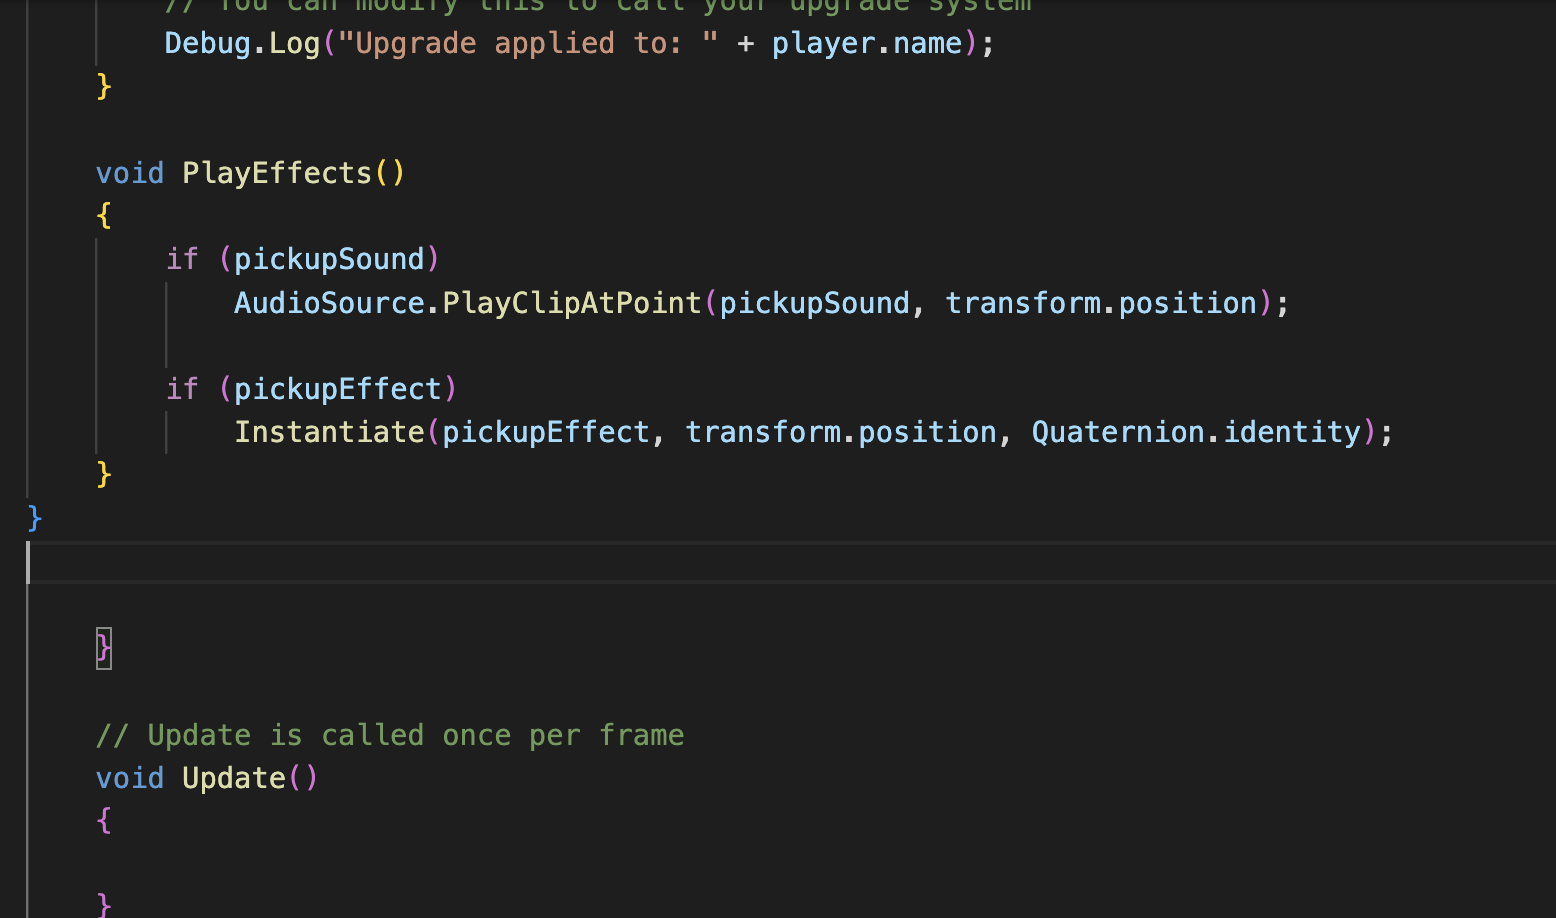 // You can modify this to call your upgrade system
Debug.Log("Upgrade applied to: " + player.name);
}
void PlayEffects()
{
if (pickupSound)
AudioSource.PlayClipAtPoint(pickupSound, transform.position);
if (pickupEffect)
Instantiate(pickupEffect, transform.position, Quaternion.identity);
}
}
}
// Update is called once per frame
void Update()
{
}